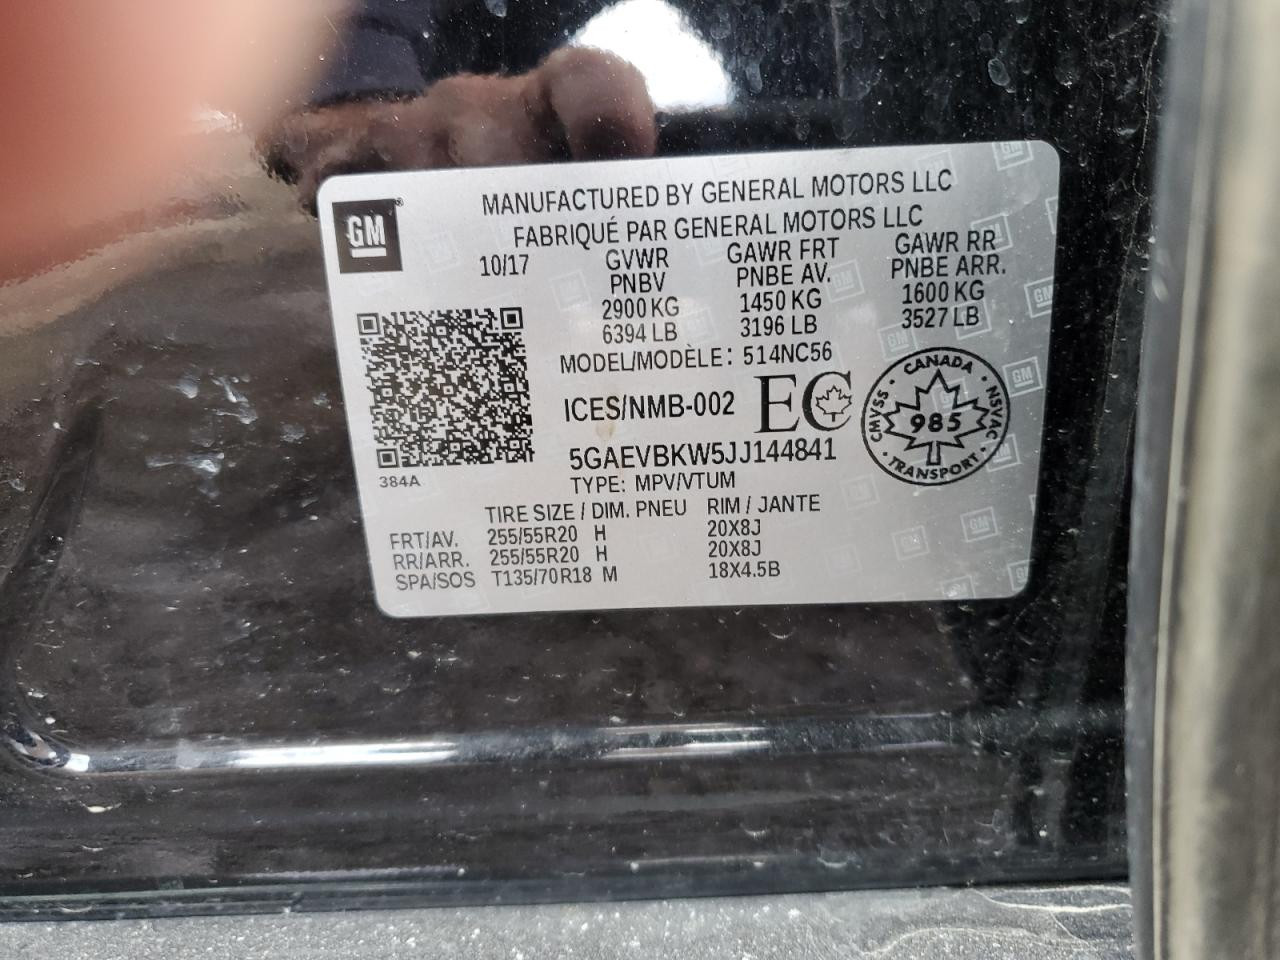 GM
MANUFACTURED BY GENERAL MOTORS LLC
FABRIQUÉ PAR GENERAL MOTORS LLC
10/17 GVWR GAWR FRT GAWR RR
PNBV PNBE AV. PNBE ARR.
2900 KG 1450 KG 1600 KG
6394 LB 3196 LB 3527 LB
MODEL/MODÈLE: 514NC56
ICES/NMB-002 EC
CANADA
CMVSS 985 NSVAC
TRANSPORT
5GAEVBKW5JJ144841
384A
TYPE: MPV/VTUM
TIRE SIZE / DIM. PNEU RIM / JANTE
FRT/AV. 255/55R20 H 20X8J
RR/ARR. 255/55R20 H 20X8J
SPA/SOS T135/70R18 M 18X4.5B